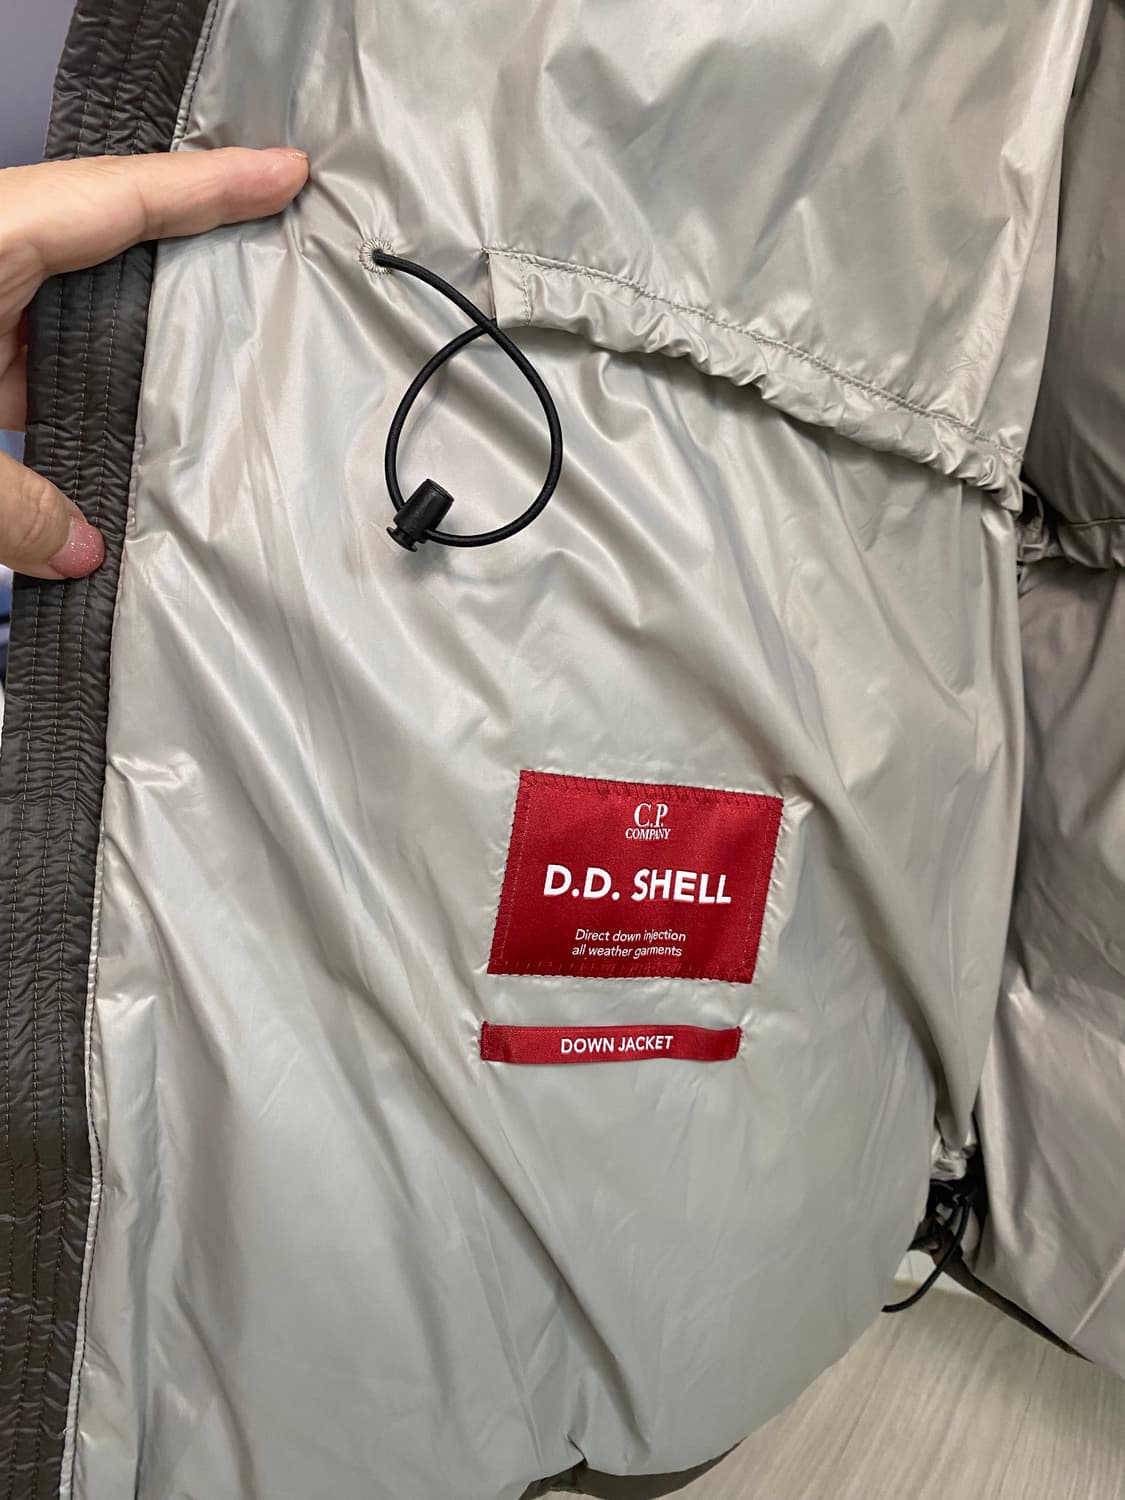 C.P.
COMPANY
D.D. SHELL
Direct down injection
all weather garments
DOWN JACKET